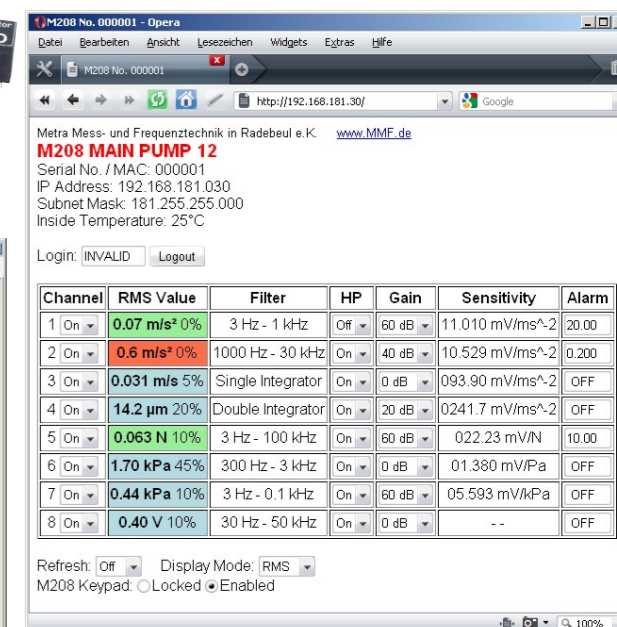 M208 No. 000001 - Opera
Datei Bearbeiten Ansicht Lesezeichen Widgets Extras Hilfe
M208 No. 000001
http://192.168.181.30/ Google
Metra Mess- und Frequenztechnik in Radebeul e.K. www.MMF.de
M208 MAIN PUMP 12
Serial No. / MAC: 000001
IP Address: 192.168.181.030
Subnet Mask: 181.255.255.000
Inside Temperature: 25°C
Login: INVALID Logout
Channel RMS Value Filter HP Gain Sensitivity Alarm
1 On 0.07 m/s² 0% 3 Hz - 1 kHz Off 60 dB 11.010 mV/ms^-2 20.00
2 On 0.6 m/s² 0% 1000 Hz - 30 kHz On 40 dB 10.529 mV/ms^-2 0.200
3 On 0.031 m/s 5% Single Integrator On 0 dB 093.90 mV/ms^-2 OFF
4 On 14.2 µm 20% Double Integrator On 20 dB 0241.7 mV/ms^-2 OFF
5 On 0.063 N 10% 3 Hz - 100 kHz On 60 dB 022.23 mV/N 10.00
6 On 1.70 kPa 45% 300 Hz - 3 kHz On 0 dB 01.380 mV/Pa OFF
7 On 0.44 kPa 10% 3 Hz - 0.1 kHz On 60 dB 05.593 mV/kPa OFF
8 On 0.40 V 10% 30 Hz - 50 kHz On 0 dB - - OFF
Refresh: Off Display Mode: RMS
M208 Keypad: Locked Enabled
100%